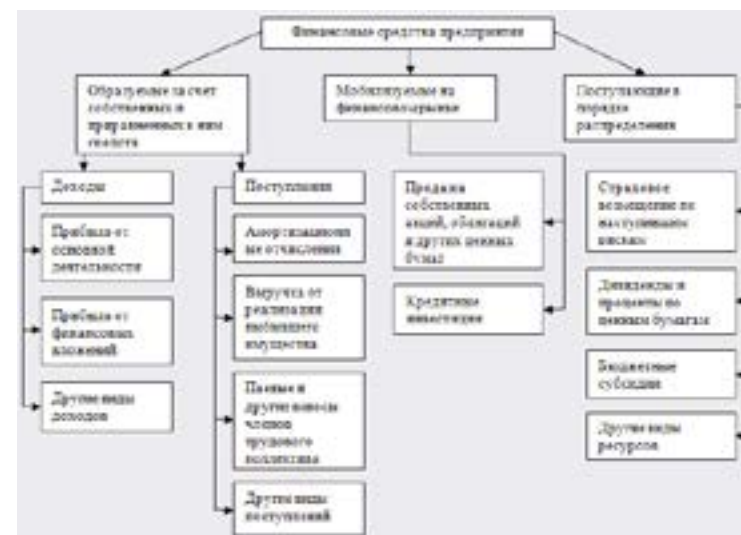 Финансовые средства предприятия
Образуемые за счет
собственных и
приравненных к ним
средств
Мобилизуемые на
финансовом рынке
Поступающие в
порядке
распределения
Доходы
Прибыль от
основной
деятельности
Прибыль от
финансовых
вложений
Другие виды
доходов
Поступления
Амортизационн
ые отчисления
Выручка от
реализации
выбывшего
имущества
Паевые и
другие взносы
членов
трудового
коллектива
Другие виды
поступлений
Продажа
собственных
акций, облигаций
и других ценных
бумаг
Кредитные
инвестиции
Страховое
возмещение по
наступившим
Дивиденды и
проценты по
ценным бумагам
Бюджетные
субсидии
Другие виды
ресурсов